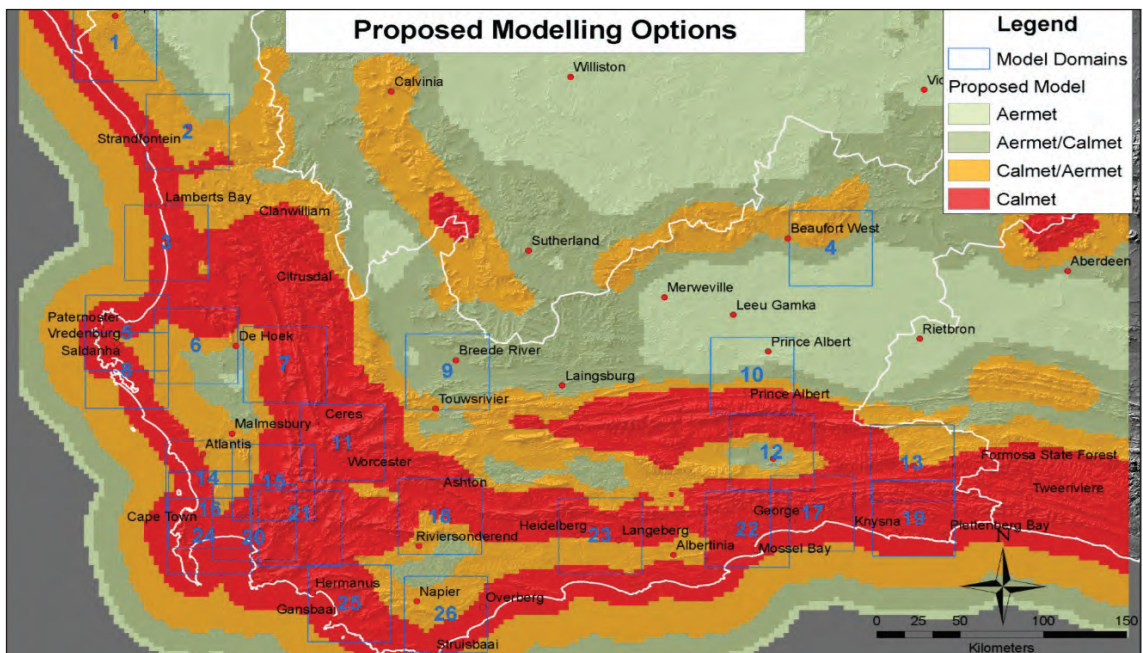 Proposed Modelling Options
Legend
Model Domains
Proposed Model
Aermet
Aermet/Calmet
Calmet/Aermet
Calmet
1
Calvinia
Williston
2
Strandfontein
Lamberts Bay
Clanwilliam
3
Sutherland
Beaufort West
4
Aberdeen
Citrusdal
Merweville
Leeu Gamka
Paternoster
Vredenburg
5
Saldanha
6
De Hoek
7
8
9
Breede River
Laingsburg
Touwsrivier
Prince Albert
10
Prince Albert
Rietbron
Ceres
11
Worcester
Malmesbury
Atlantis
12
13
Formosa State Forest
Tweeriviere
14
15
Ashton
16
18
Cape Town
24
20
21
Heidelberg
23
Langeberg
22
George
17
Knysna
19
Plettenberg Bay
Riviersonderend
Albertinia
Mossel Bay
Hermanus
25
Gansbaai
Napier
26
Overberg
Struisbaai
N
0 25 50 100 150
Kilometers